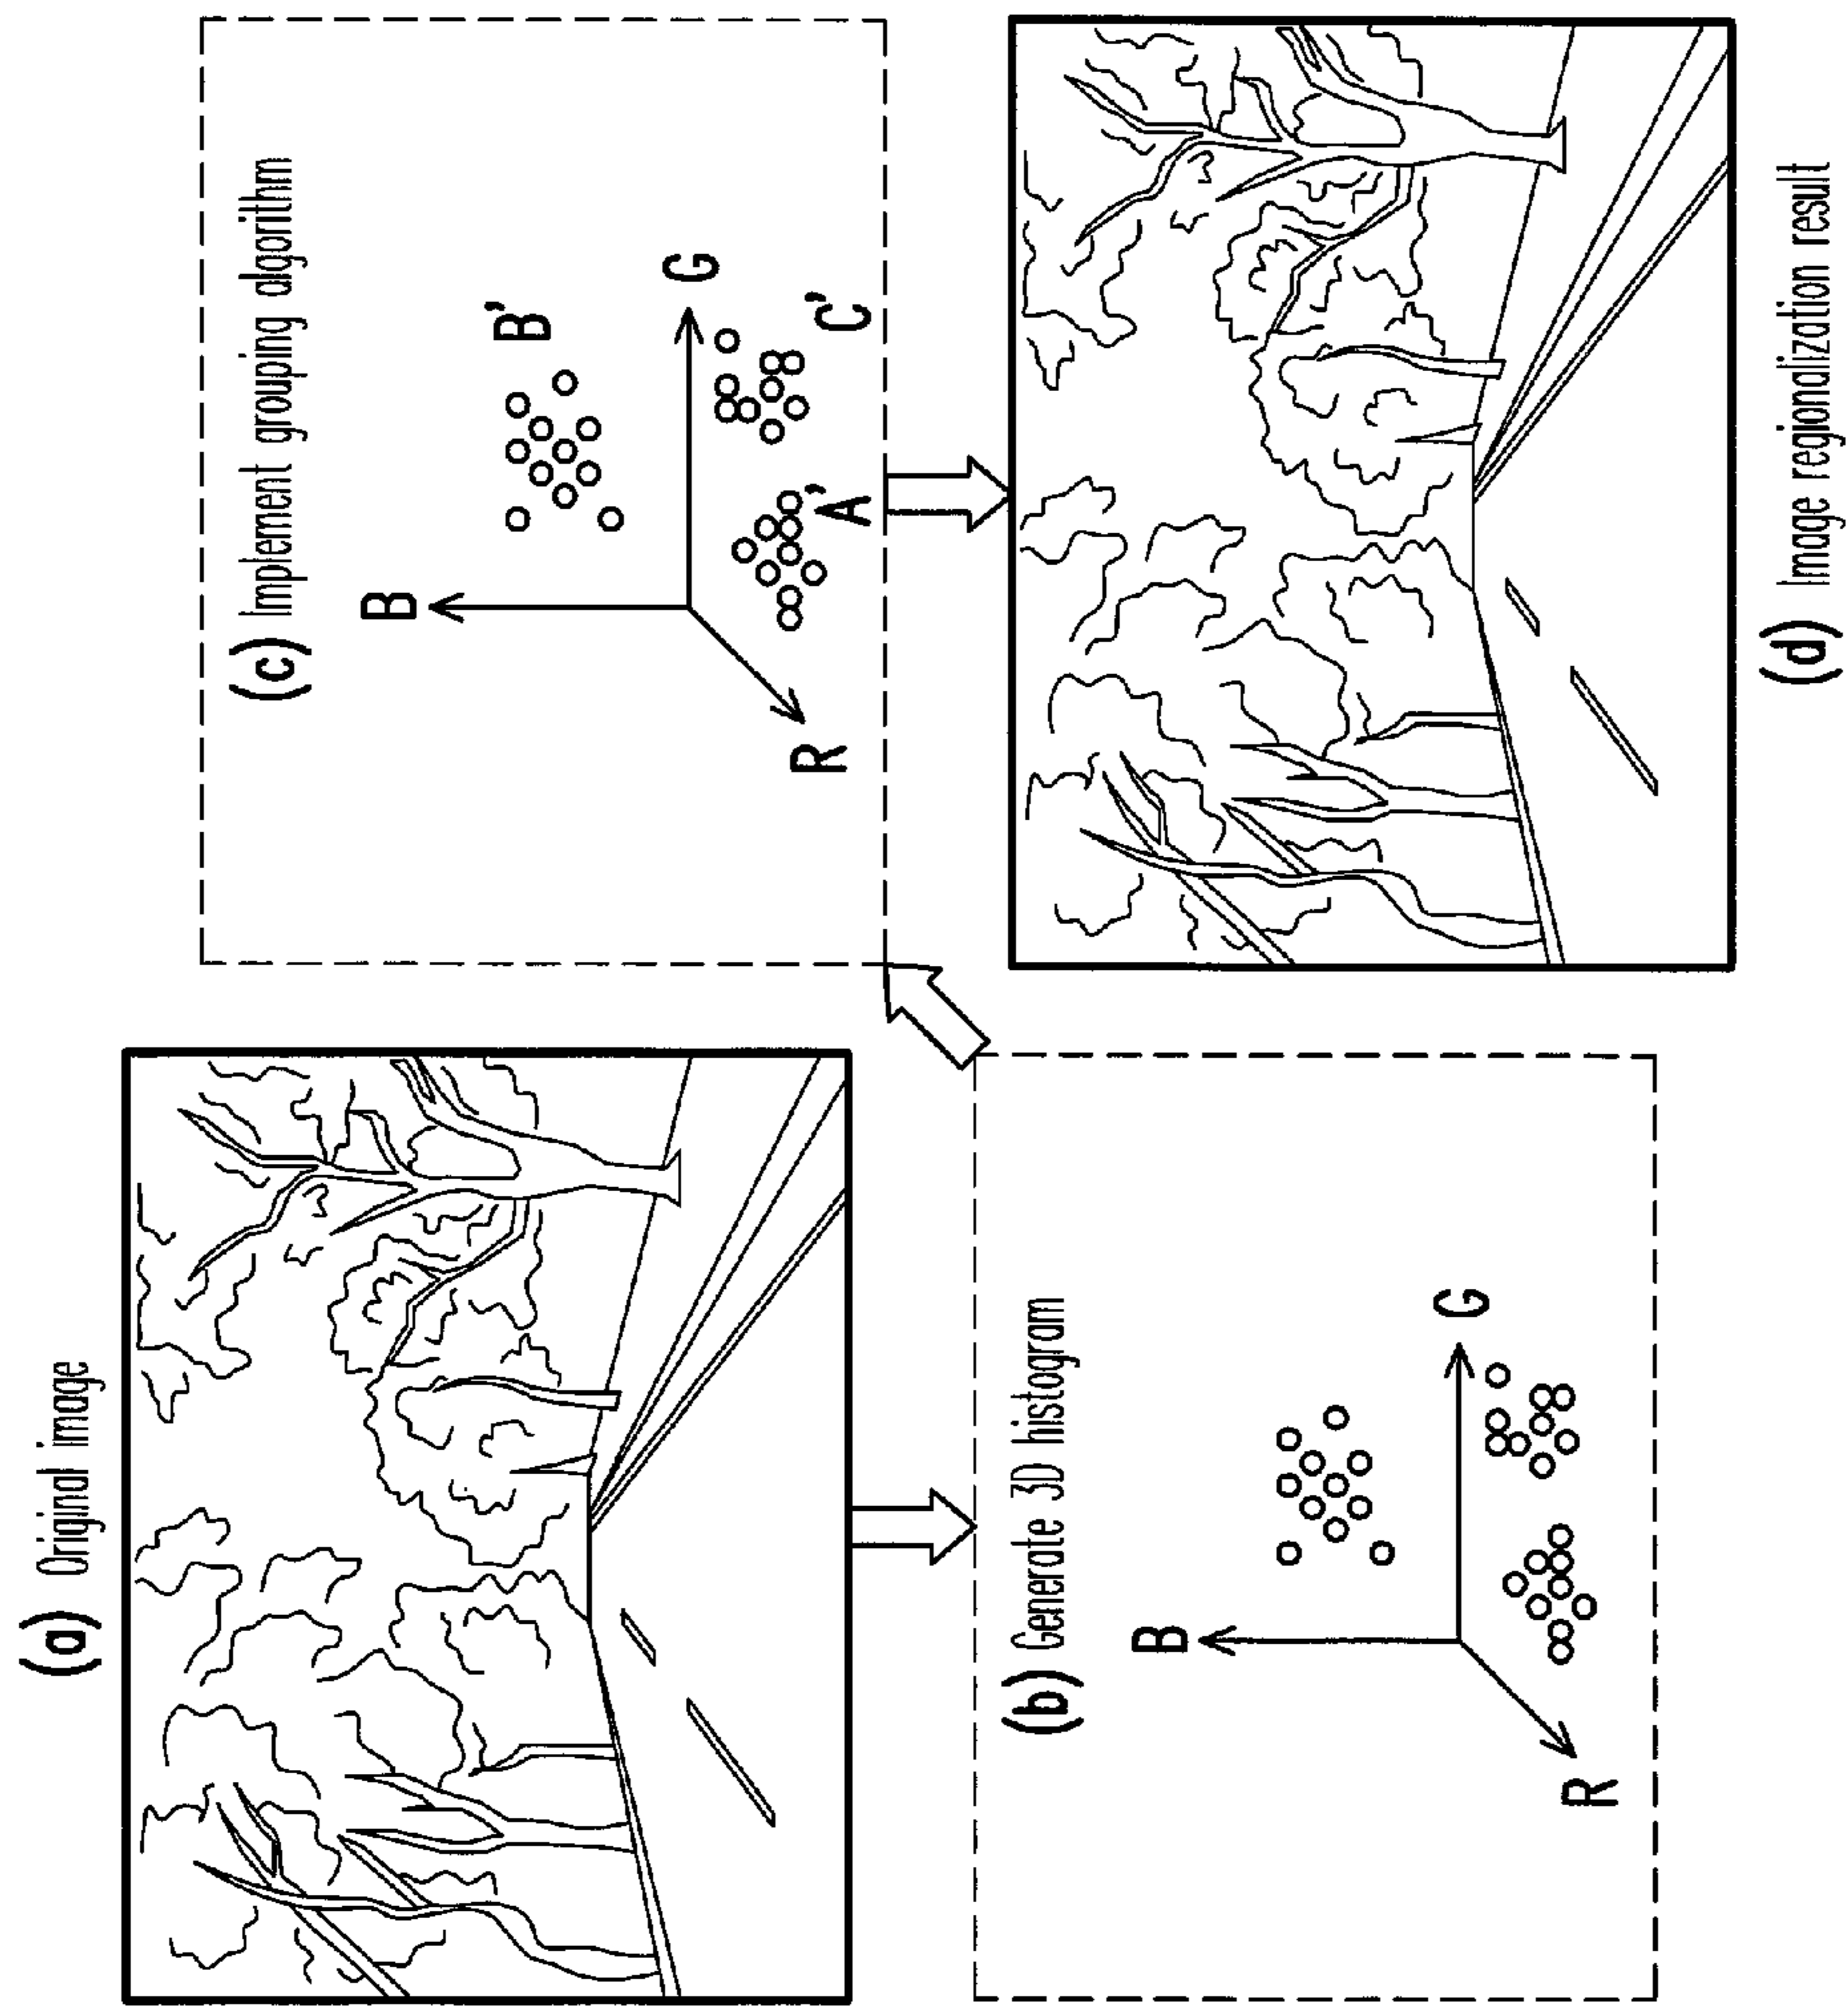 (a) Original image
(b) Generate 3D histogram
B
G
R
(c) Implement grouping algorithm
B
B'
G
C'
A'
R
(d) Image regionalization result